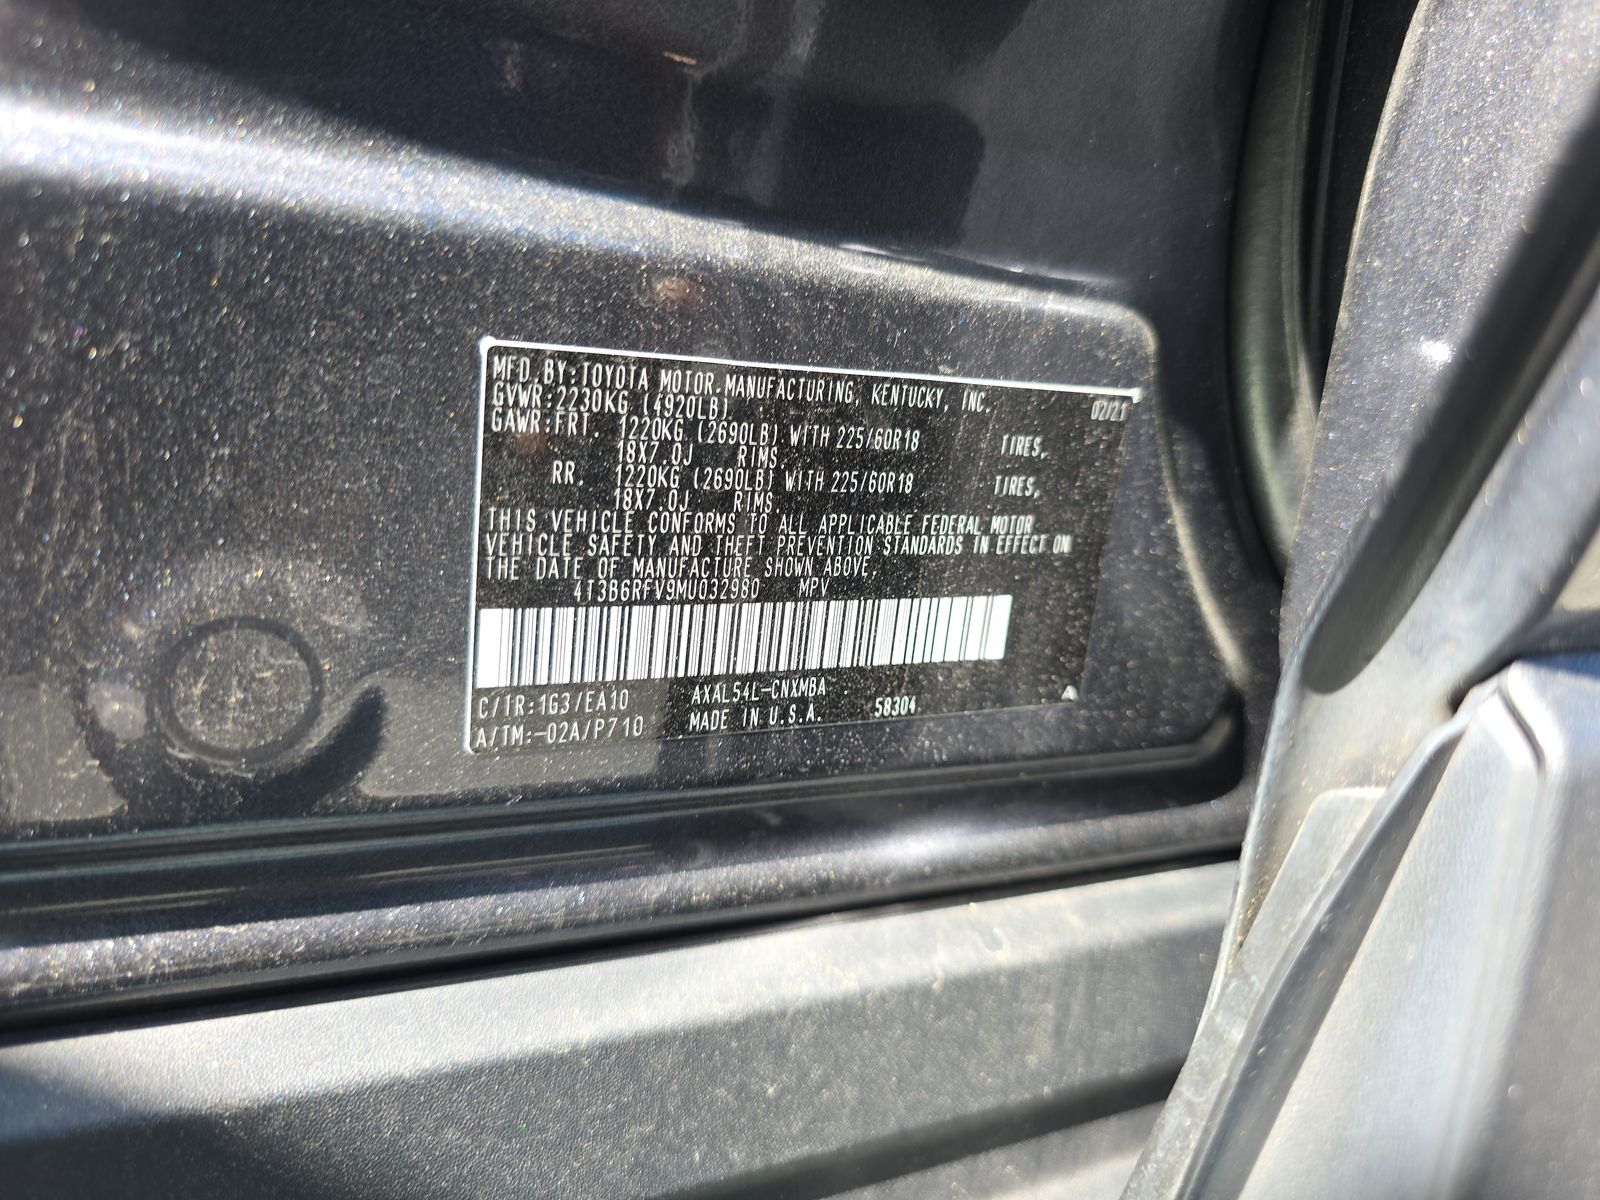 MFD. BY: TOYOTA MOTOR MANUFACTURING, KENTUCKY, INC. 02/21
GVWR: 2230KG (4920LB)
GAWR: FRT. 1220KG (2690LB) WITH 225/60R18 TIRES,
18X7.0J RIMS,
RR. 1220KG (2690LB) WITH 225/60R18 TIRES,
18X7.0J RIMS,
THIS VEHICLE CONFORMS TO ALL APPLICABLE FEDERAL MOTOR
VEHICLE SAFETY AND THEFT PREVENTION STANDARDS IN EFFECT ON
THE DATE OF MANUFACTURE SHOWN ABOVE.
4T3B6RFV9MU032980 MPV
C/TR: 1G3/EA10 AXAL54L-CNXMBA
A/TM: -02A/P710 MADE IN U.S.A. 58304